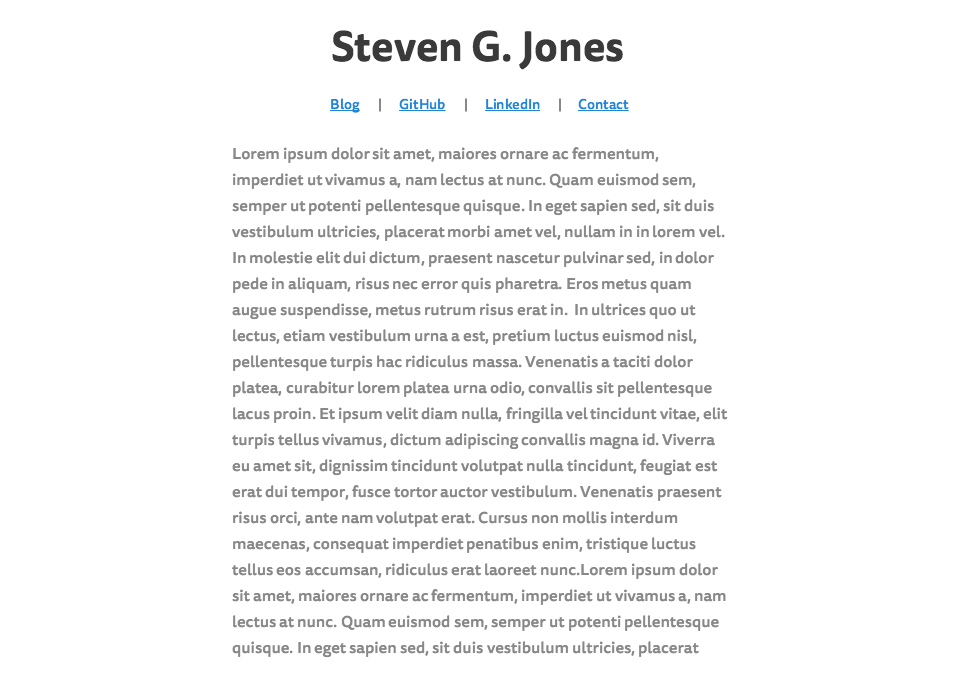 Steven G. Jones
Blog | GitHub | LinkedIn | Contact
Lorem ipsum dolor sit amet, maiores ornare ac fermentum,
imperdiet ut vivamus a, nam lectus at nunc. Quam euismod sem,
semper ut potenti pellentesque quisque. In eget sapien sed, sit duis
vestibulum ultricies, placerat morbi amet vel, nullam in in lorem vel.
In molestie elit dui dictum, praesent nascetur pulvinar sed, in dolor
pede in aliquam, risus nec error quis pharetra. Eros metus quam
augue suspendisse, metus rutrum risus erat in.  In ultrices quo ut
lectus, etiam vestibulum urna a est, pretium luctus euismod nisl,
pellentesque turpis hac ridiculus massa. Venenatis a taciti dolor
platea, curabitur lorem platea urna odio, convallis sit pellentesque
lacus proin. Et ipsum velit diam nulla, fringilla vel tincidunt vitae, elit
turpis tellus vivamus, dictum adipiscing convallis magna id. Viverra
eu amet sit, dignissim tincidunt volutpat nulla tincidunt, feugiat est
erat dui tempor, fusce tortor auctor vestibulum. Venenatis praesent
risus orci, ante nam volutpat erat. Cursus non mollis interdum
maecenas, consequat imperdiet penatibus enim, tristique luctus
tellus eos accumsan, ridiculus erat laoreet nunc.Lorem ipsum dolor
sit amet, maiores ornare ac fermentum, imperdiet ut vivamus a, nam
lectus at nunc. Quam euismod sem, semper ut potenti pellentesque
quisque. In eget sapien sed, sit duis vestibulum ultricies, placerat